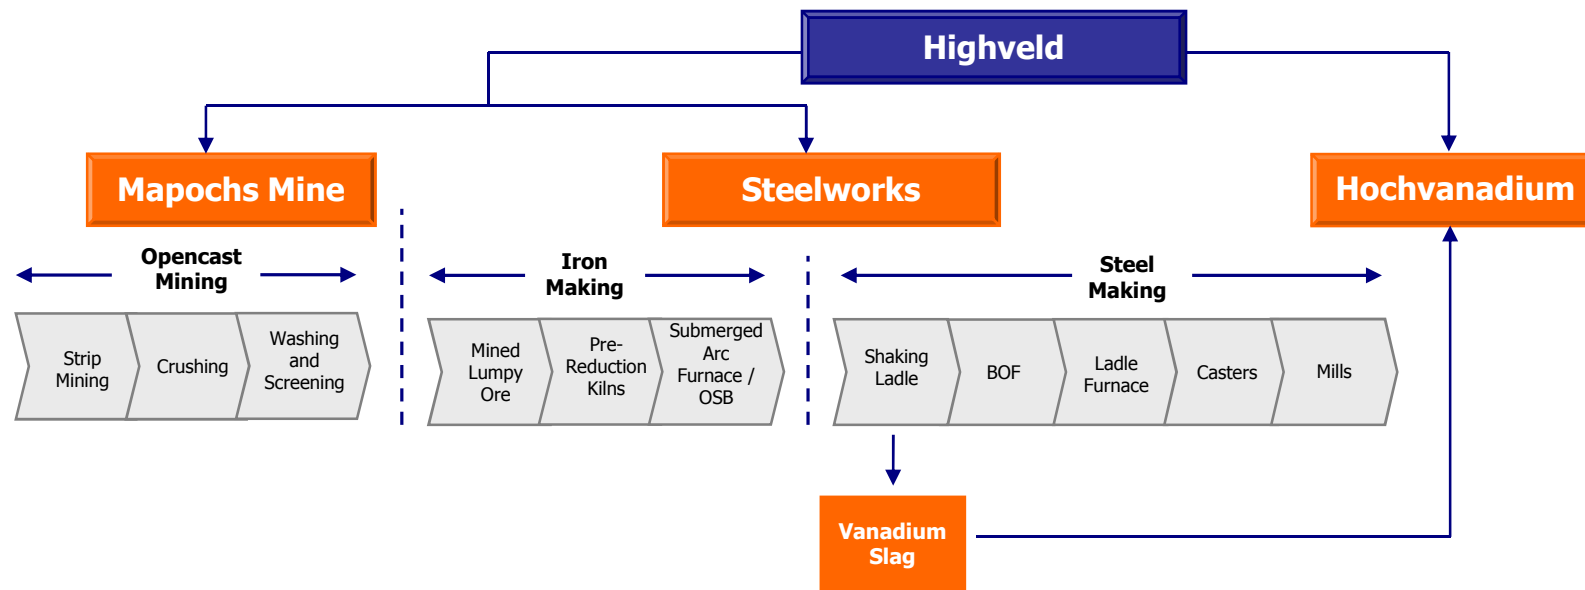 Highveld
Mapochs Mine
Steelworks
Hochvanadium
Opencast
Mining
Iron
Making
Steel
Making
Strip
Mining
Crushing
Washing
and
Screening
Mined
Lumpy
Ore
Pre-
Reduction
Kilns
Submerged
Arc
Furnace /
OSB
Shaking
Ladle
BOF
Ladle
Furnace
Casters
Mills
Vanadium
Slag